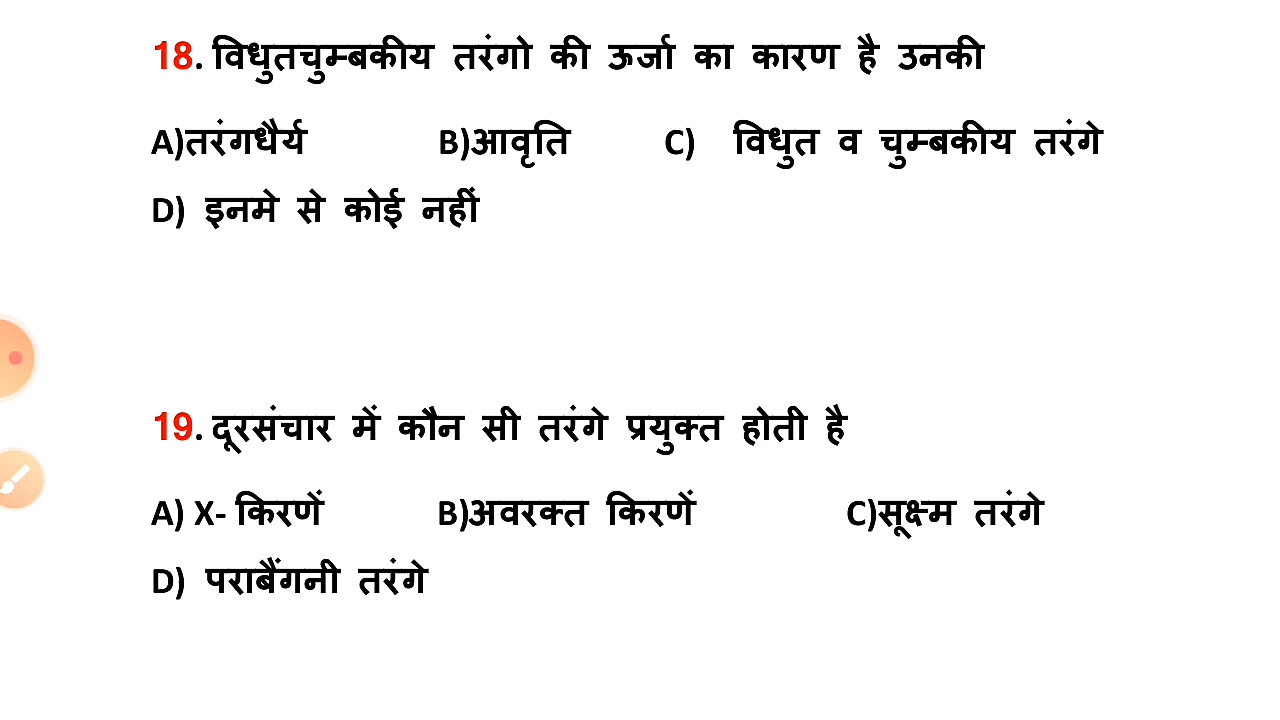 18. विधुतचुम्बकीय तरंगो की ऊर्जा का कारण है उनकी
A)तरंगधैर्य B)आवृति C) विधुत व चुम्बकीय तरंगे
D) इनमे से कोई नहीं
19. दूरसंचार में कौन सी तरंगे प्रयुक्त होती है
A) X- किरणें B)अवरक्त किरणें C)सूक्ष्म तरंगे
D) पराबैंगनी तरंगे